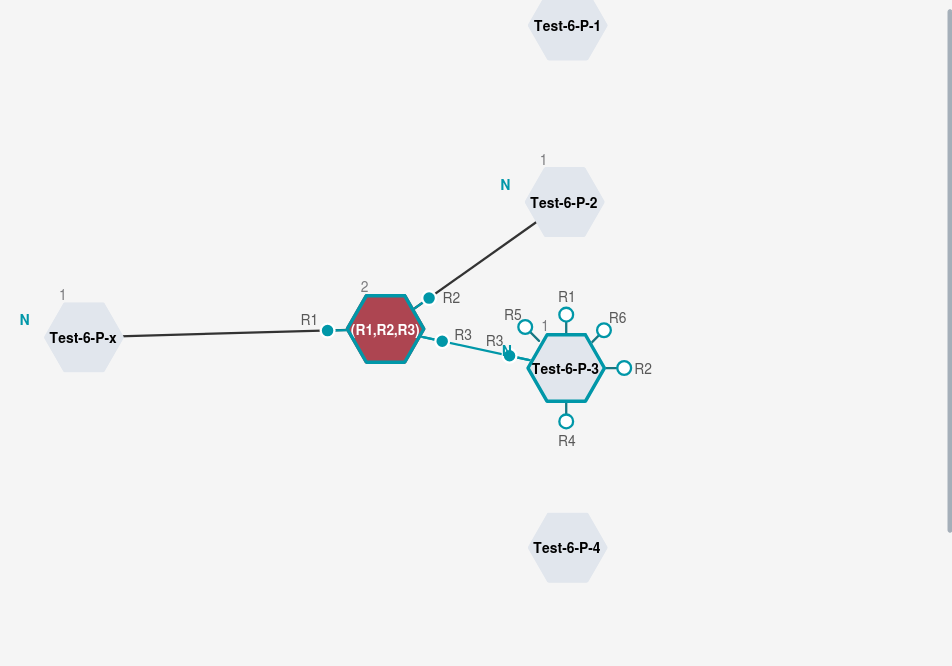 Test-6-P-1
1
N
Test-6-P-2
2
R2
1
N
Test-6-P-x
R1
(R1,R2,R3)
R3
R3
N
R5
1
R1
R6
Test-6-P-3
R2
R4
Test-6-P-4